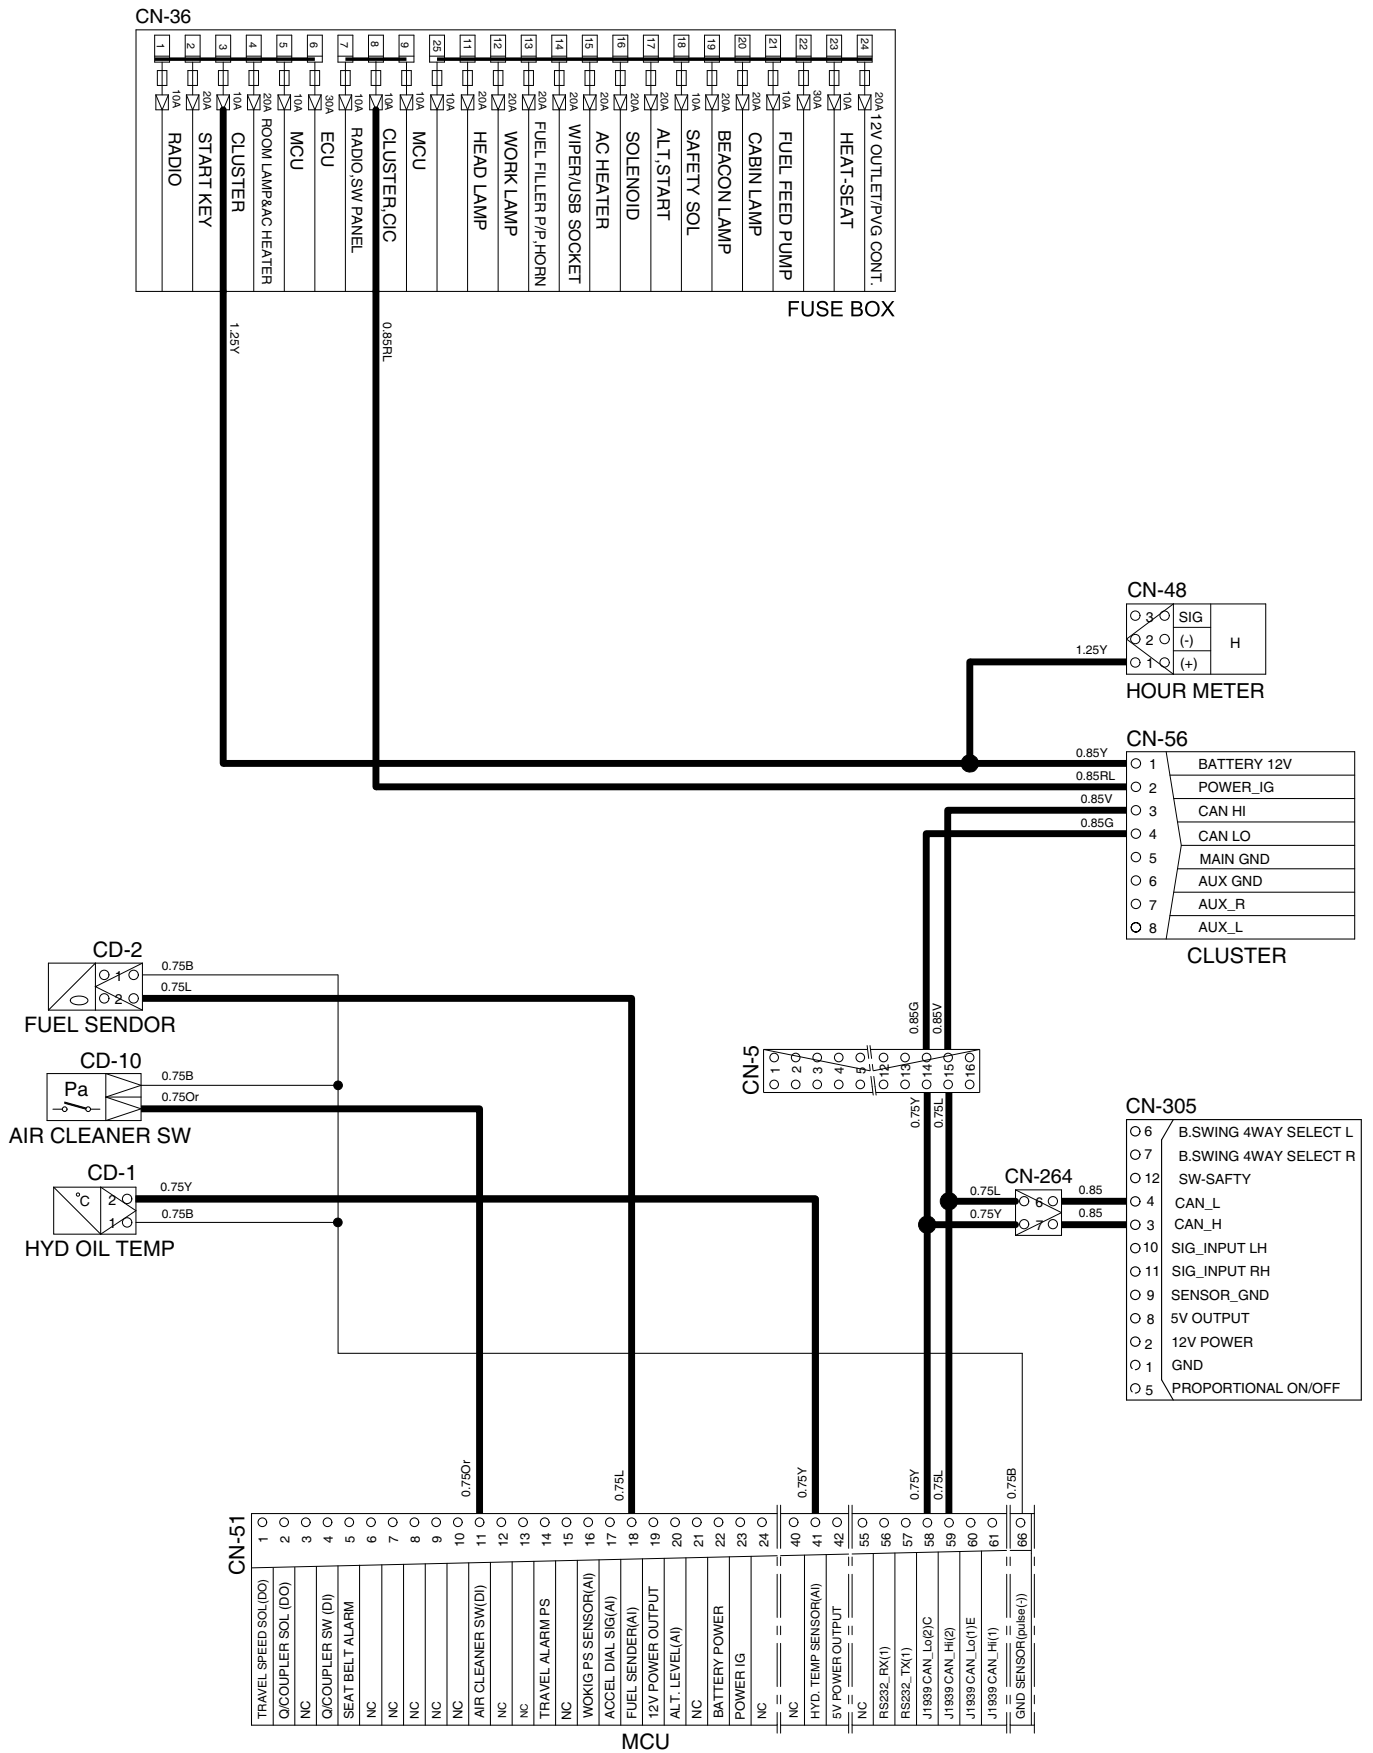 CN-36
1 2 3 4 5 6 7 8 9 25 11 12 13 14 15 16 17 18 19 20 21 22 23 24
10A 20A 10A 20A 10A 30A 10A 10A 10A 10A 20A 20A 20A 20A 20A 20A 20A 10A 20A 20A 10A 30A 10A 20A
RADIO
START KEY
CLUSTER
ROOM LAMP&AC HEATER
MCU
ECU
RADIO,SW PANEL
CLUSTER,CIC
MCU
HEAD LAMP
WORK LAMP
FUEL FILLER P/P,HORN
WIPER/USB SOCKET
AC HEATER
SOLENOID
ALT,START
SAFETY SOL
BEACON LAMP
CABIN LAMP
FUEL FEED PUMP
HEAT-SEAT
12V OUTLET/PVG CONT.
FUSE BOX
1.25Y
0.85RL
CN-48
3 SIG
2 (-)
1 (+)
H
1.25Y
HOUR METER
CN-56
0.85Y 1 BATTERY 12V
0.85RL 2 POWER_IG
0.85V 3 CAN HI
0.85G 4 CAN LO
5 MAIN GND
6 AUX GND
7 AUX_R
8 AUX_L
CLUSTER
CD-2
1 0.75B
2 0.75L
FUEL SENDOR
CD-10
Pa
0.75B
0.75Or
AIR CLEANER SW
CD-1
°C
2 0.75Y
1 0.75B
HYD OIL TEMP
0.85G
0.85V
CN-5
1 2 3 4 5 12 13 14 15 16
0.75Y
0.75L
CN-264
0.75L 6 0.85
0.75Y 7 0.85
CN-305
6 B.SWING 4WAY SELECT L
7 B.SWING 4WAY SELECT R
12 SW-SAFTY
4 CAN_L
3 CAN_H
10 SIG_INPUT LH
11 SIG_INPUT RH
9 SENSOR_GND
8 5V OUTPUT
2 12V POWER
1 GND
5 PROPORTIONAL ON/OFF
0.75Or
0.75L
0.75Y
0.75Y
0.75L
0.75B
CN-51
1 TRAVEL SPEED SOL(DO)
2 Q/COUPLER SOL (DO)
3 NC
4 Q/COUPLER SW (DI)
5 SEAT BELT ALARM
6 NC
7 NC
8 NC
9 NC
10 NC
11 AIR CLEANER SW(DI)
12 NC
13 NC
14 TRAVEL ALARM PS
15 NC
16 WOKIG PS SENSOR(AI)
17 ACCEL DIAL SIG(AI)
18 FUEL SENDER(AI)
19 12V POWER OUTPUT
20 ALT. LEVEL(AI)
21 NC
22 BATTERY POWER
23 POWER IG
24 NC
40 NC
41 HYD. TEMP SENSOR(AI)
42 5V POWER OUTPUT
55 NC
56 RS232_RX(1)
57 RS232_TX(1)
58 J1939 CAN_Lo(2)C
59 J1939 CAN_Hi(2)
60 J1939 CAN_Lo(1)E
61 J1939 CAN_Hi(1)
66 GND SENSOR(pulse(-)
MCU